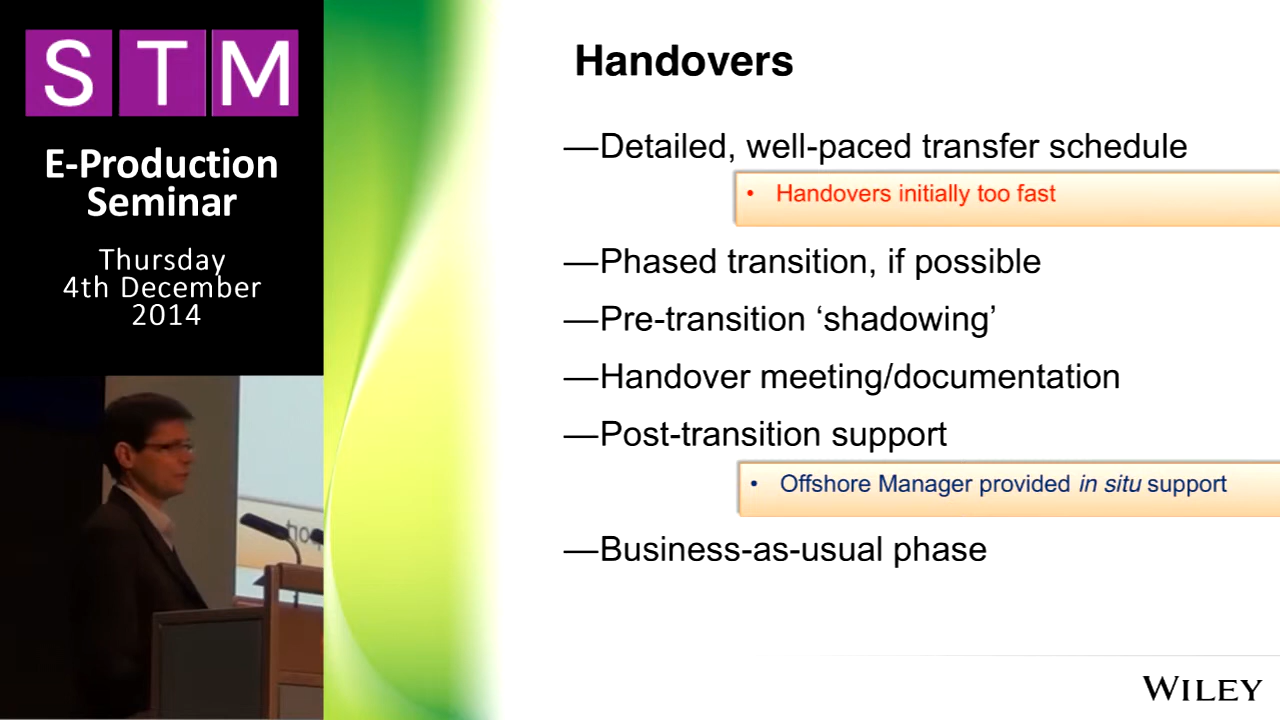 STM
E-Production
Seminar
Thursday
4th December
2014
Handovers
—Detailed, well-paced transfer schedule
• Handovers initially too fast
—Phased transition, if possible
—Pre-transition ‘shadowing’
—Handover meeting/documentation
—Post-transition support
• Offshore Manager provided in situ support
—Business-as-usual phase
WILEY